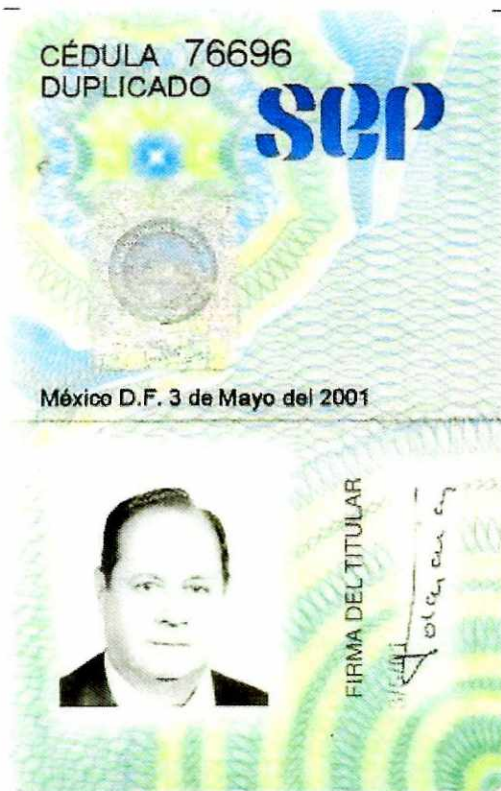 CÉDULA 76696
DUPLICADO
sep
México D.F. 3 de Mayo del 2001
FIRMA DEL TITULAR